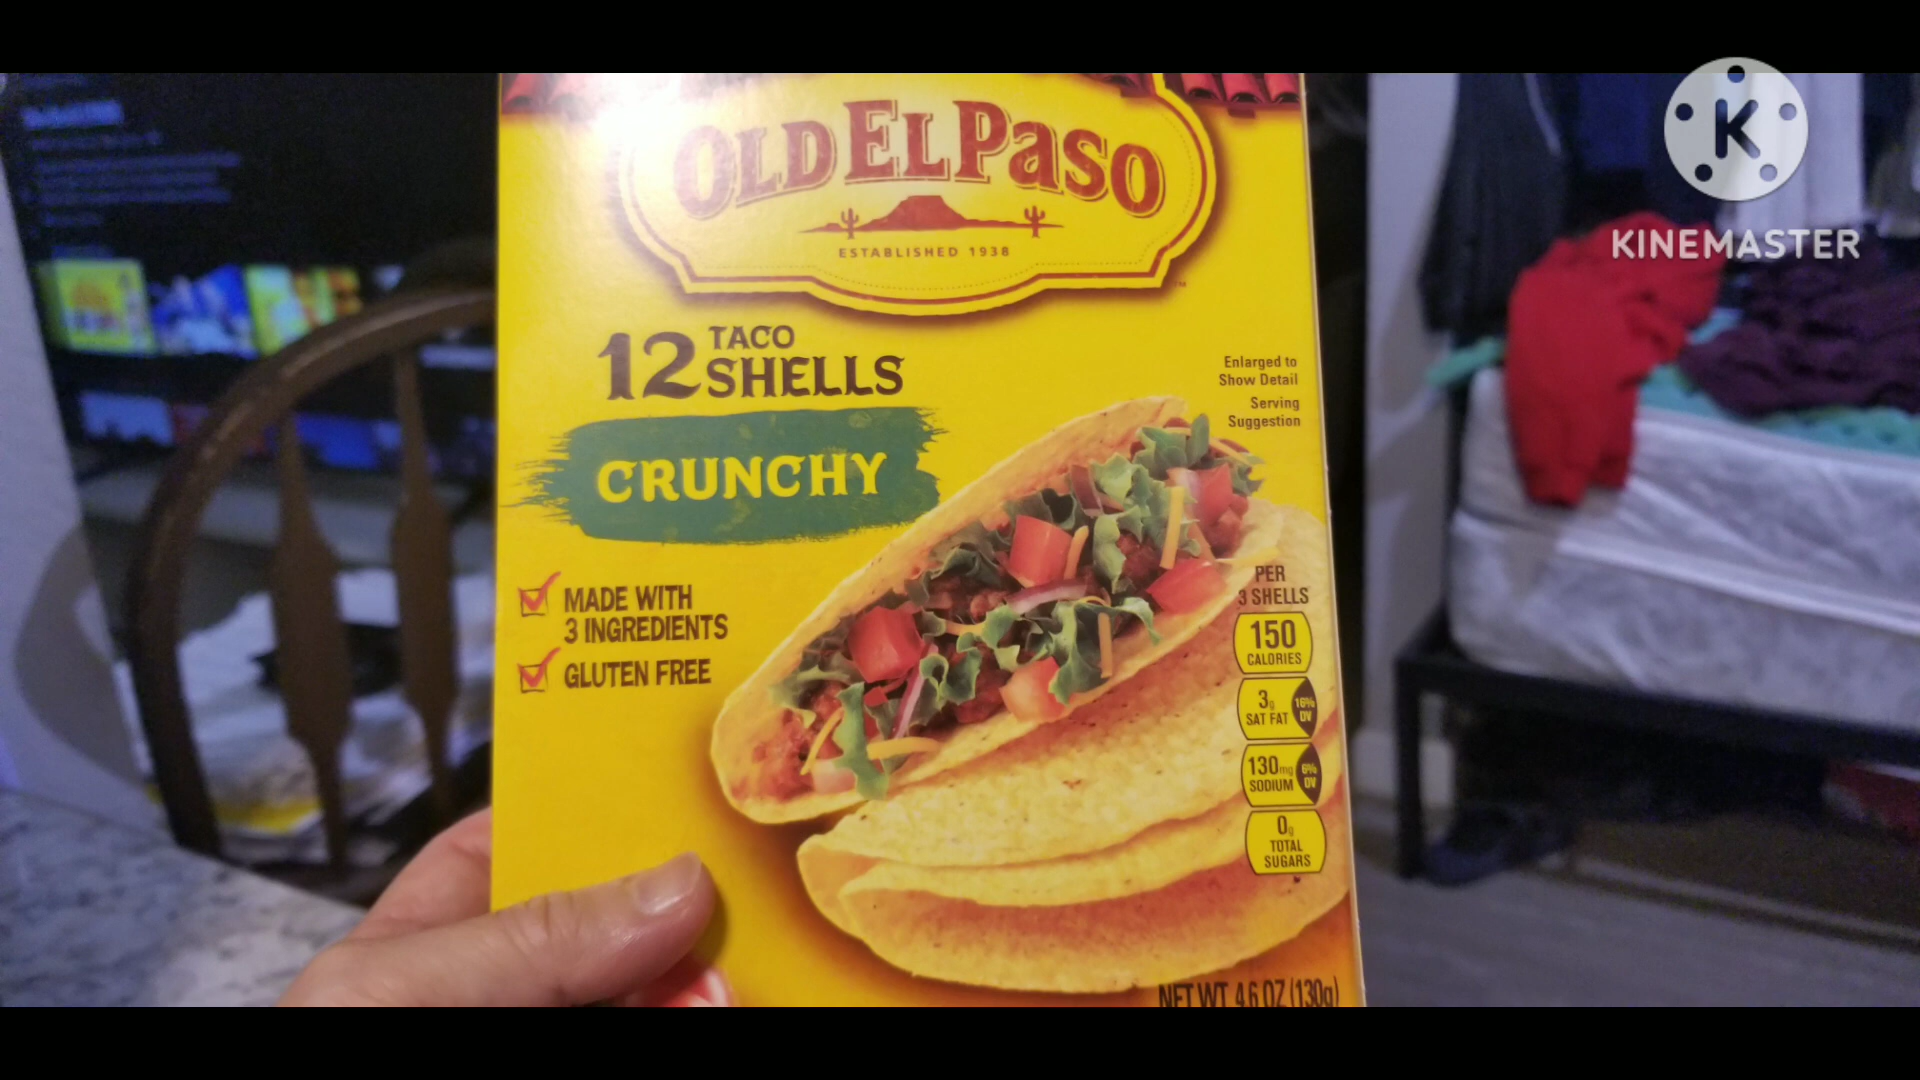 OLD EL PASO
ESTABLISHED 1938
TM
12 TACO
SHELLS
CRUNCHY
MADE WITH
3 INGREDIENTS
GLUTEN FREE
Enlarged to
Show Detail
Serving
Suggestion
PER
3 SHELLS
150
CALORIES
3g
SAT FAT
16%
DV
130mg
SODIUM
6%
DV
0g
TOTAL
SUGARS
NET WT 4.6 OZ (130g)
K
KINEMASTER